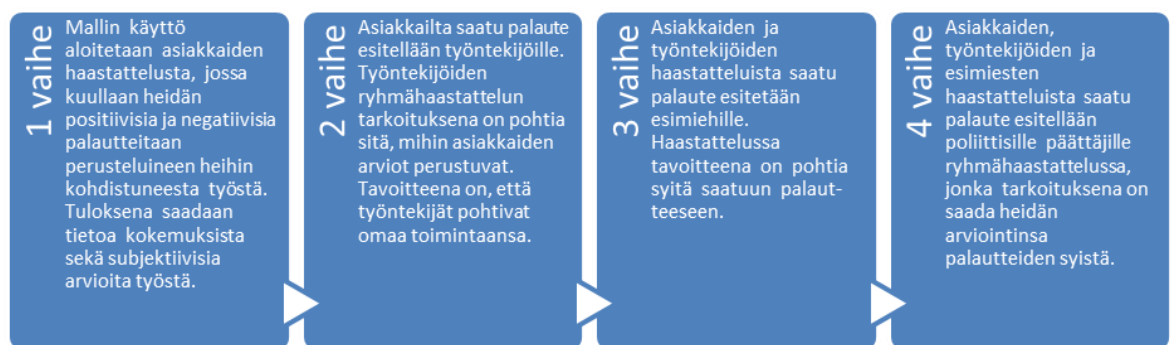 1 vaihe
Mallin käyttö
aloitetaan asiakkaiden
haastattelusta, jossa
kuullaan heidän
positiivisia ja negatiivisia
palautteitaan
perusteluineen heihin
kohdistuneesta työstä.
Tuloksena saadaan
tietoa kokemuksista
sekä subjektiivisia
arvioita työstä.
2 vaihe
Asiakkailta saatu palaute
esitellään työntekijöille.
Työntekijöiden
ryhmähaastattelun
tarkoituksena on pohtia
sitä, mihin asiakkaiden
arviot perustuvat.
Tavoitteena on, että
työntekijät pohtivat
omaa toimintaansa.
3 vaihe
Asiakkaiden ja
työntekijöiden
haastatteluista saatu
palaute esitetään
esimiehille.
Haastattelussa
tavoitteena on pohtia
syitä saatuun palaut-
teeseen.
4 vaihe
Asiakkaiden,
työntekijöiden ja
esimiesten
haastatteluista saatu
palaute esitellään
poliittisille päättäjille
ryhmähaastattelussa,
jonka tarkoituksena on
saada heidän
arviointinsa
palautteiden syistä.